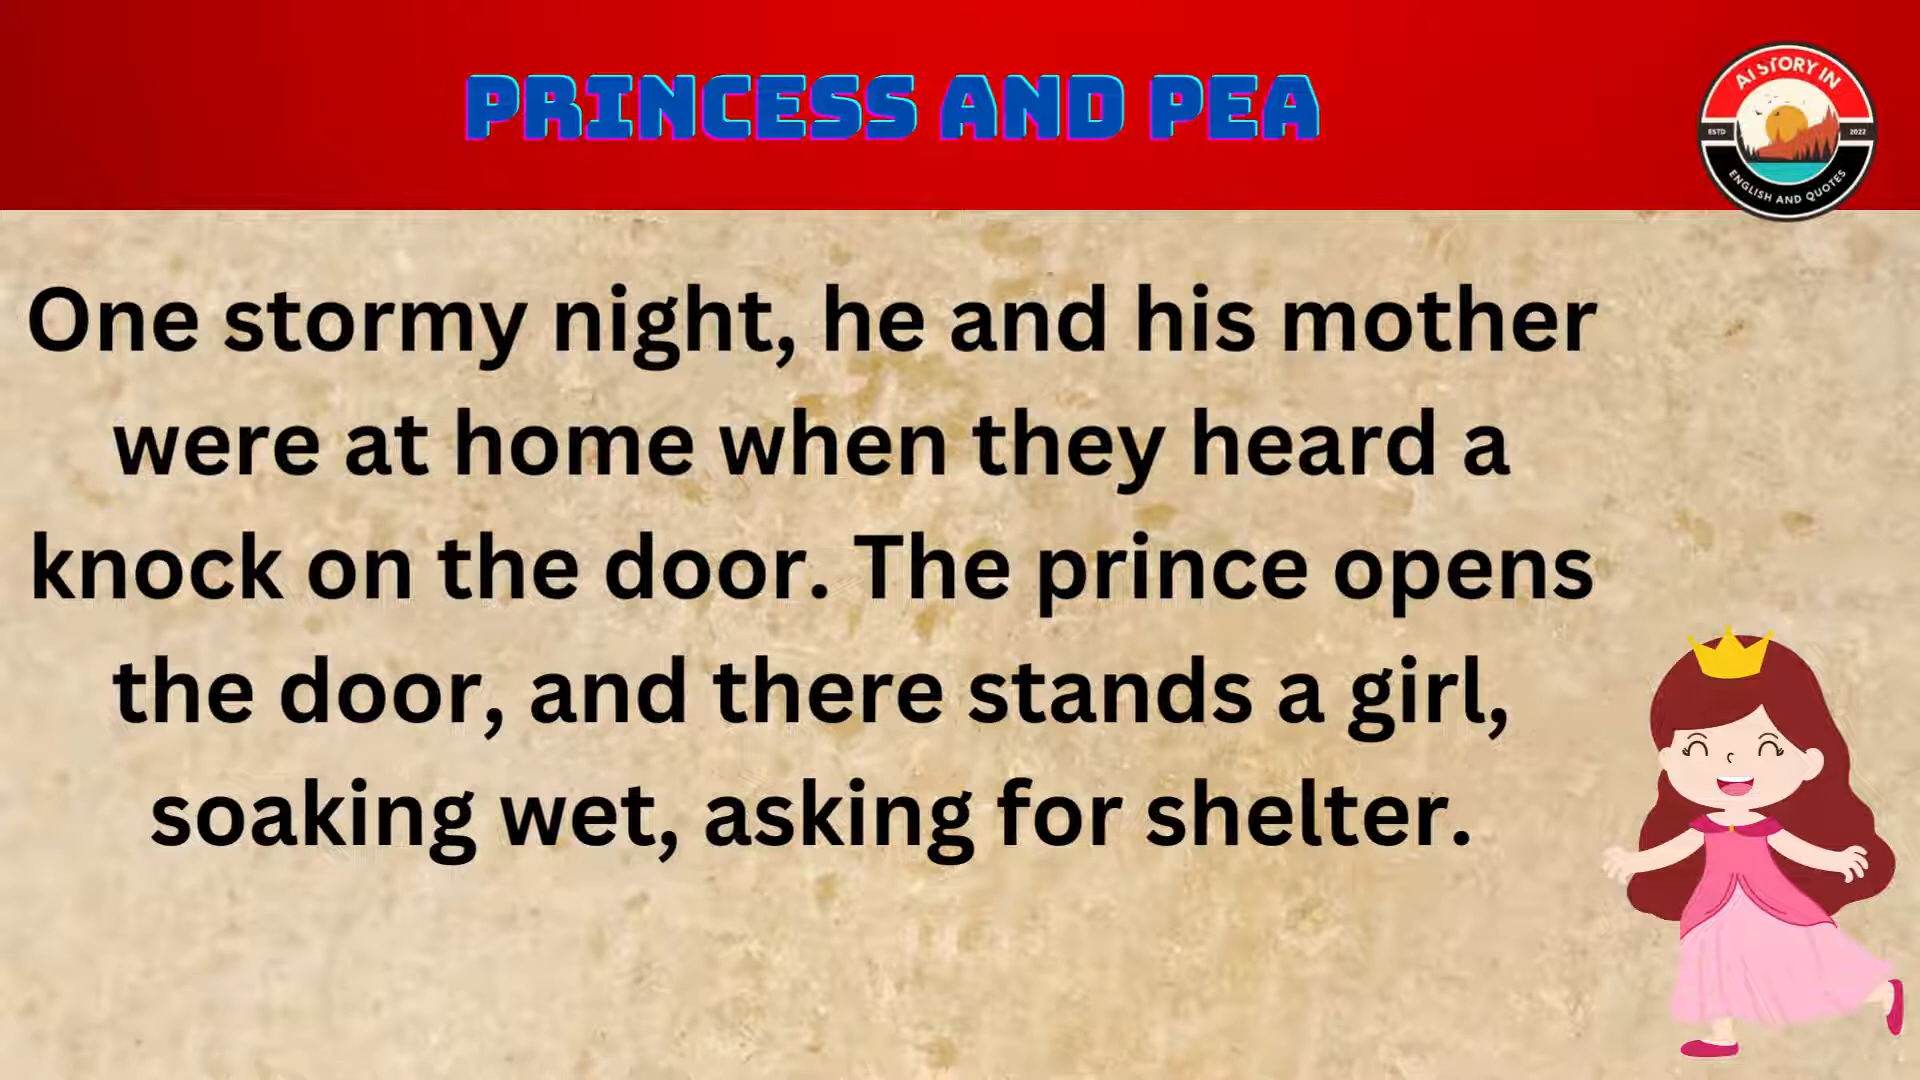 PRINCESS AND PEA
AI STORY IN
ESTD
2022
ENGLISH AND QUOTES
One stormy night, he and his mother
were at home when they heard a
knock on the door. The prince opens
the door, and there stands a girl,
soaking wet, asking for shelter.